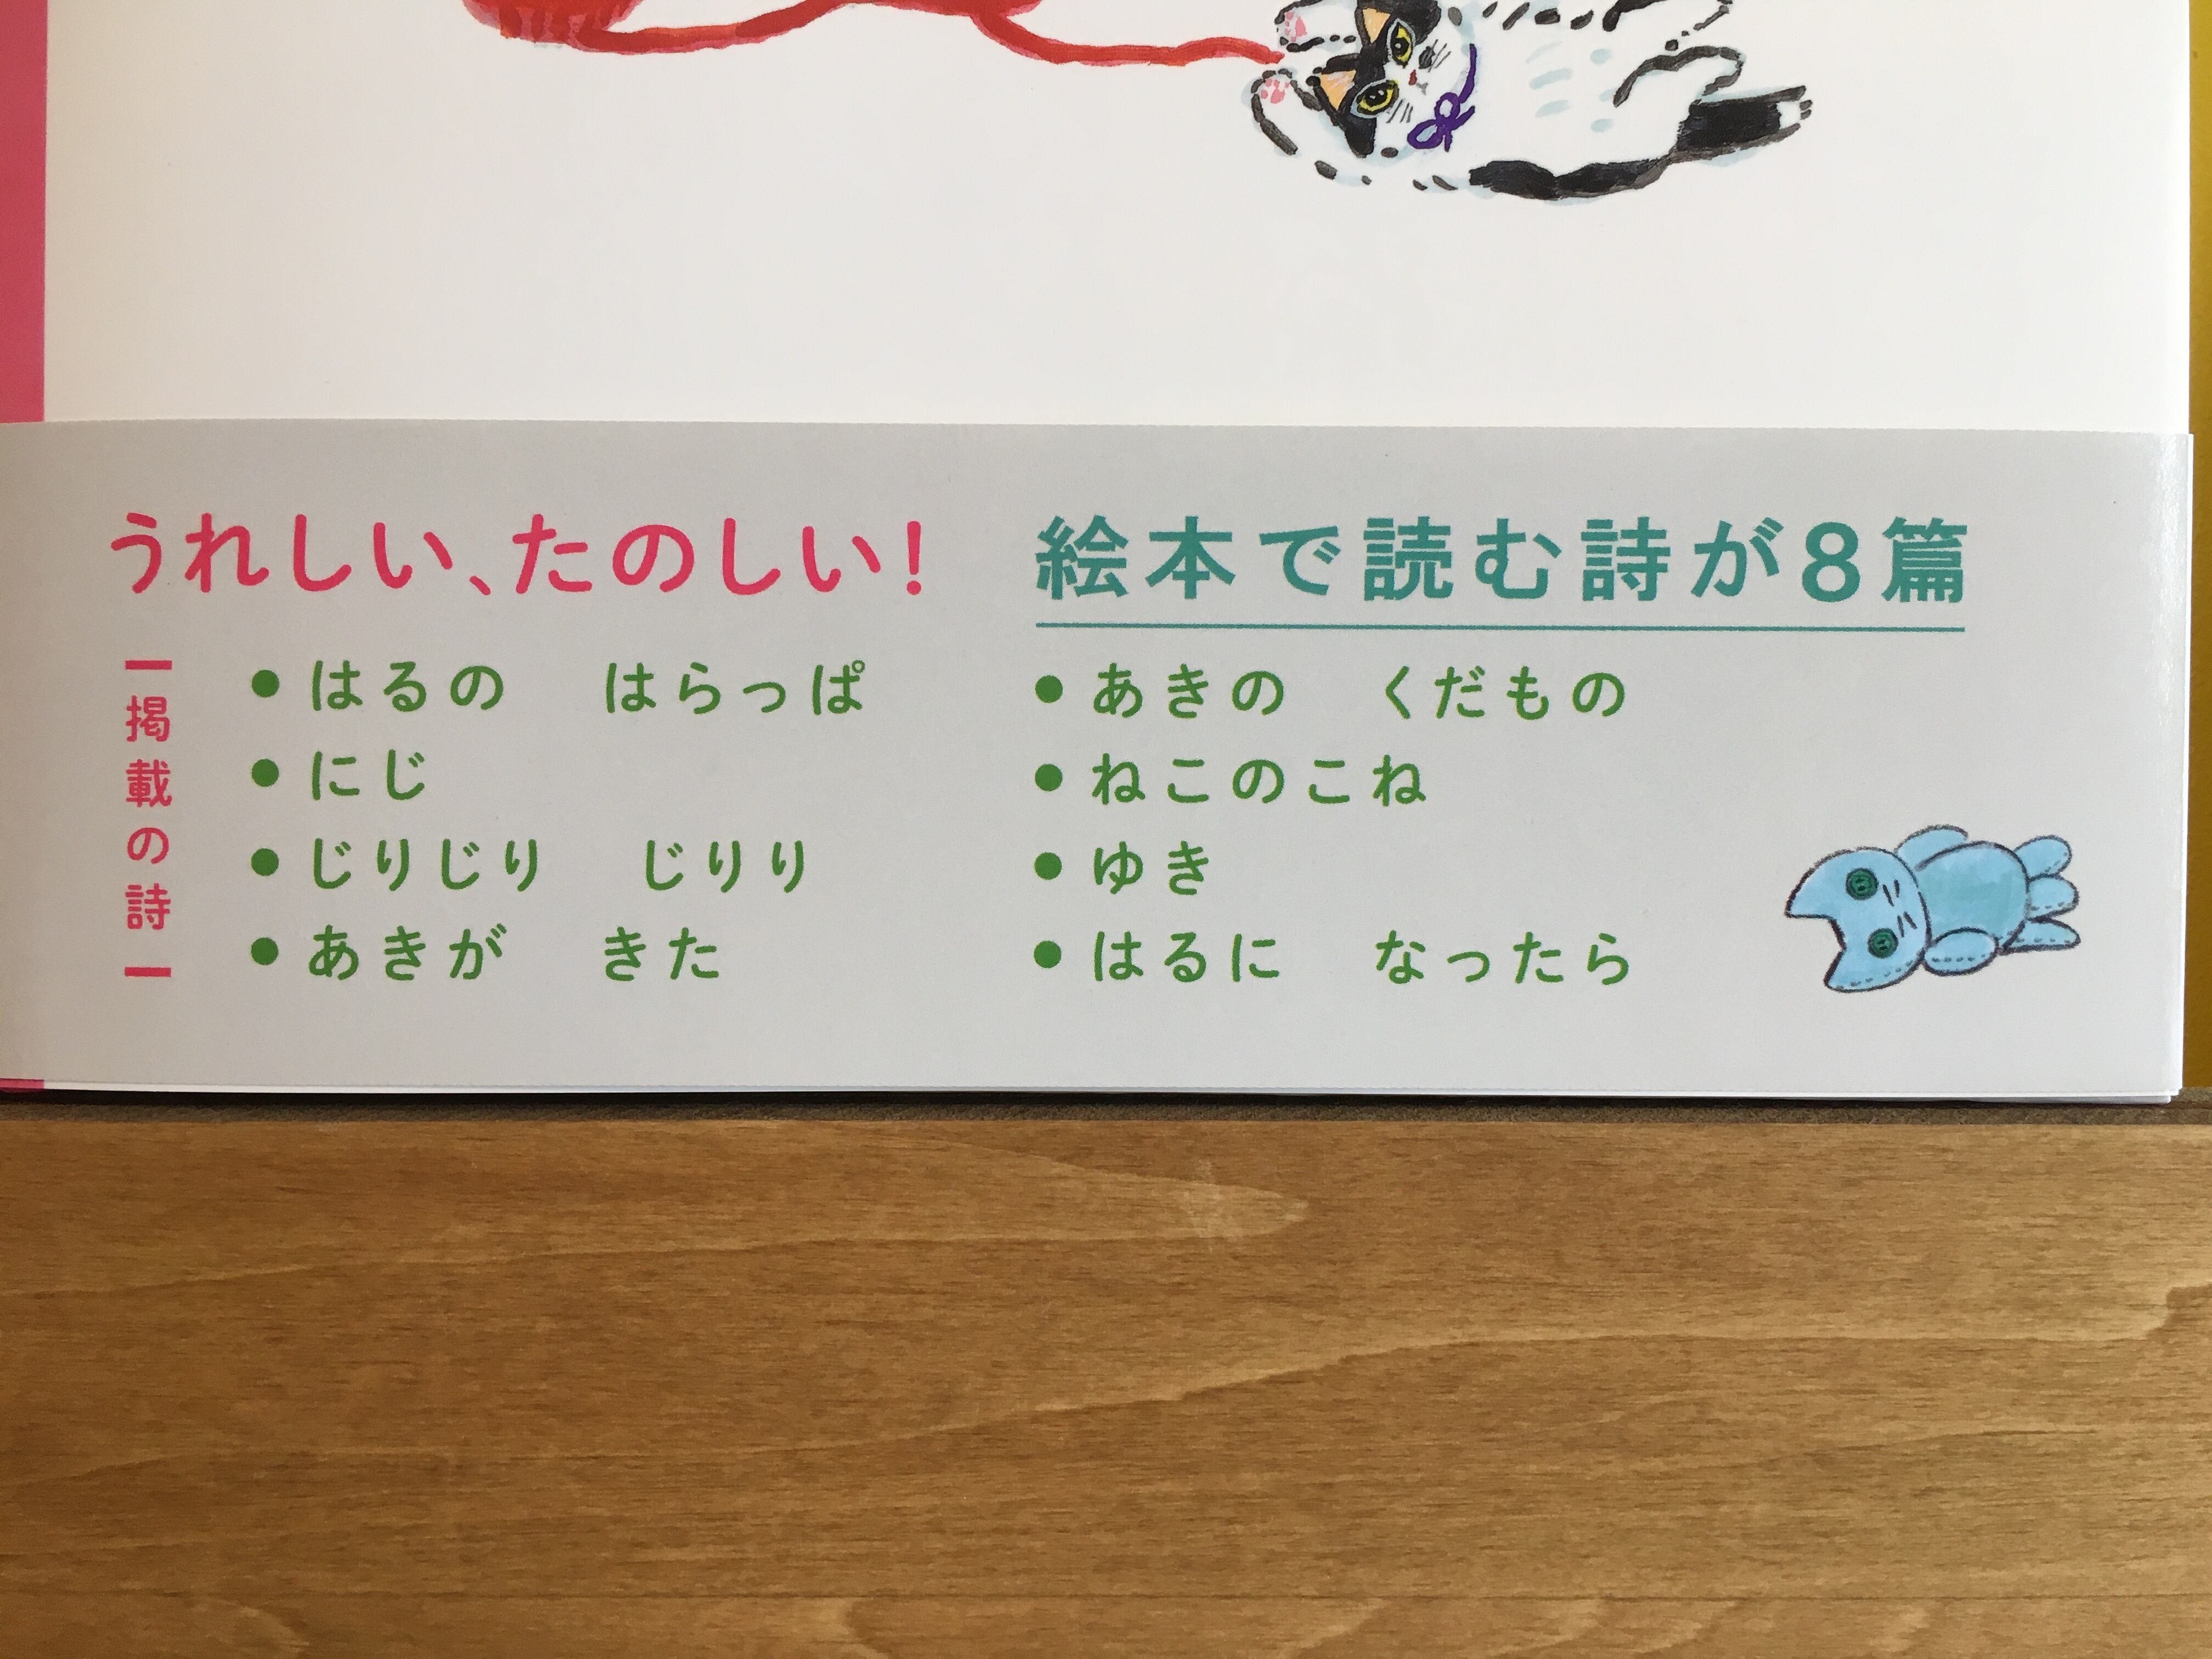 うれしい、たのしい！　絵本で読む詩が8篇
掲載の詩
● はるの　はらっぱ
● にじ
● じりじり　じりり
● あきが　きた
● あきの　くだもの
● ねこのこね
● ゆき
● はるに　なったら